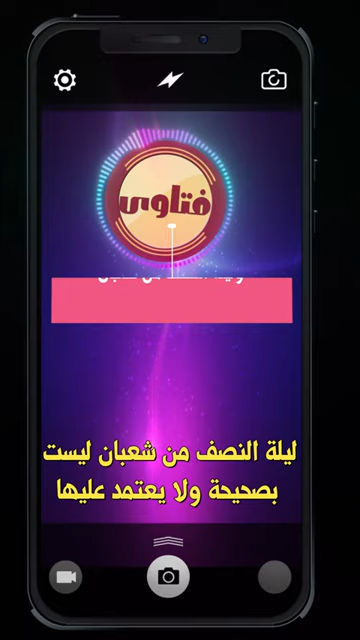 فتاوى
ليلة النصف من شعبان ليست
بصحيحة ولا يعتمد عليها